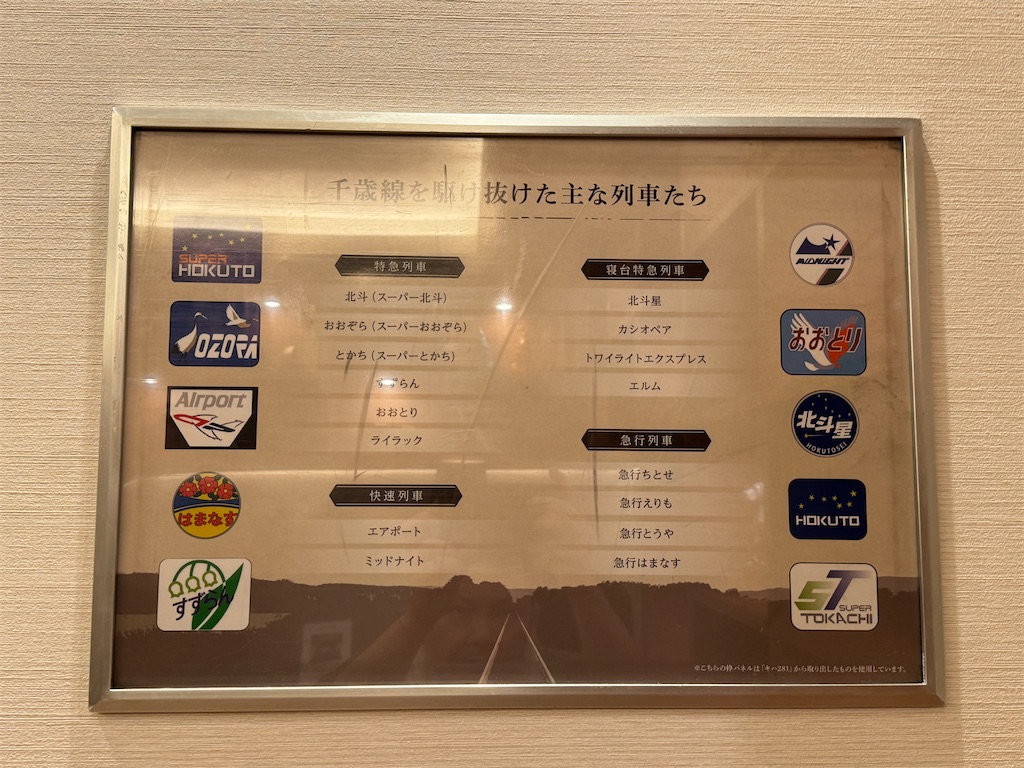 千歳線を駆け抜けた主な列車たち
SUPER
HOKUTO
OZORA
Airport
はまなす
すずらん
特急列車
北斗（スーパー北斗）
おおぞら（スーパーおおぞら）
とかち（スーパーとかち）
すずらん
おおとり
ライラック
快速列車
エアポート
ミッドナイト
寝台特急列車
北斗星
カシオペア
トワイライトエクスプレス
エルム
急行列車
急行ちとせ
急行えりも
急行とうや
急行はまなす
MIDNIGHT
おおとり
北斗星
HOKUTOSEI
HOKUTO
ST
SUPER
TOKACHI
※こちらの枠パネルは「キハ281」から取り出したものを使用しています。